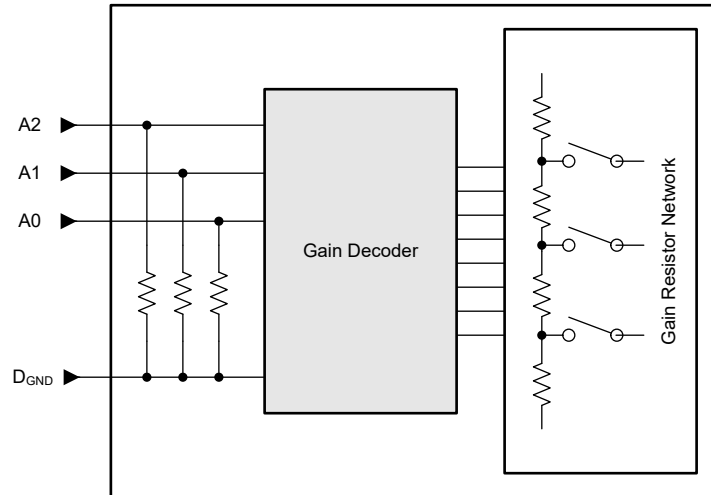 A2
A1
A0
DGND
Gain Decoder
Gain Resistor Network